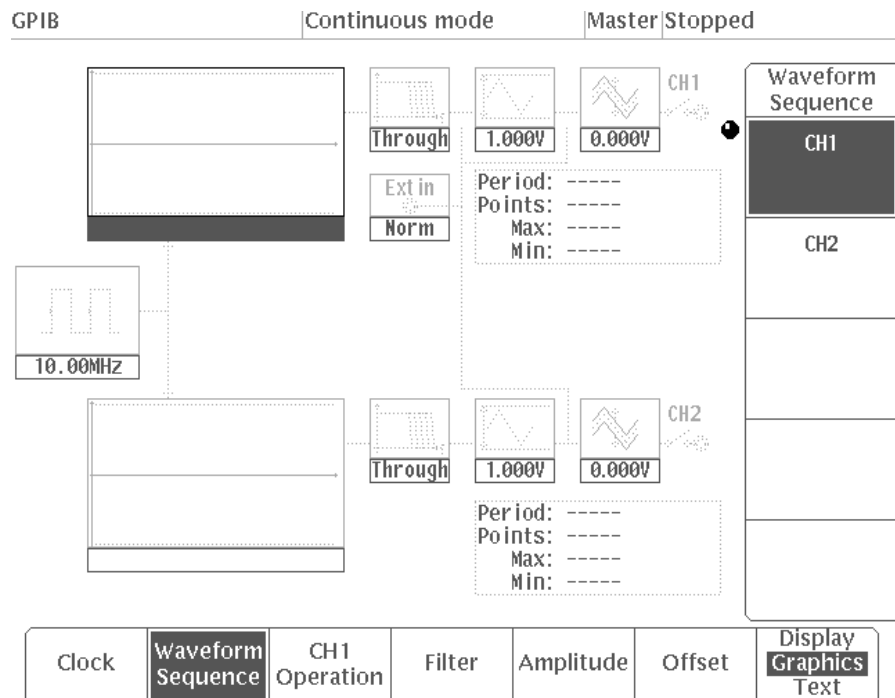 GPIB Continuous mode Master Stopped
CH1
Through 1.000V 0.000V
Ext in
Norm
Period: -----
Points: -----
Max: -----
Min: -----
10.00MHz
CH2
Through 1.000V 0.000V
Period: -----
Points: -----
Max: -----
Min: -----
Waveform
Sequence
CH1
CH2
Clock
Waveform
Sequence
CH1
Operation
Filter
Amplitude
Offset
Display
Graphics
Text